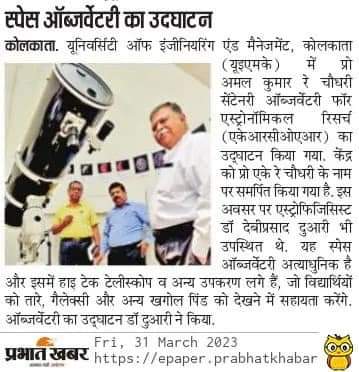 स्पेस ऑब्जर्वेटरी का उदघाटन
कोलकाता. यूनिवर्सिटी ऑफ इंजीनियरिंग एंड मैनेजमेंट, कोलकाता
(यूइएमके) में प्रो
अमल कुमार रे चौधरी
सेंटेनरी ऑब्जर्वेटरी फॉर
एस्ट्रोनॉमिकल रिसर्च
(एकेआरसीओएआर) का
उद्घाटन किया गया. केंद्र
को प्रो एके रे चौधरी के नाम
पर समर्पित किया गया है. इस
अवसर पर एस्ट्रोफिजिसिस्ट
डॉ देबीप्रसाद दुआरी भी
उपस्थित थे. यह स्पेस
ऑब्जर्वेटरी अत्याधुनिक है
और इसमें हाइ टेक टेलीस्कोप व अन्य उपकरण लगे हैं, जो विद्यार्थियों
को तारे, गैलेक्सी और अन्य खगोल पिंड को देखने में सहायता करेंगे.
ऑब्जर्वेटरी का उद्घाटन डॉ दुआरी ने किया.
प्रभात खबर
Fri, 31 March 2023
https://epaper.prabhatkhabar